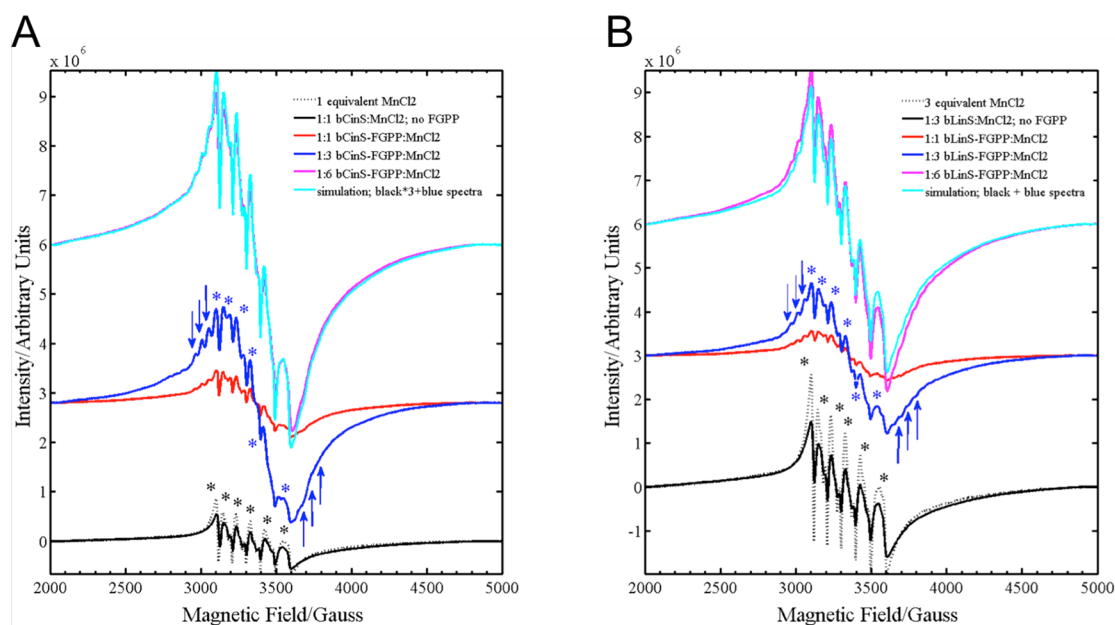 A
x 10⁶
1 equivalent MnCl2
1:1 bCinS:MnCl2; no FGPP
1:1 bCinS-FGPP:MnCl2
1:3 bCinS-FGPP:MnCl2
1:6 bCinS-FGPP:MnCl2
simulation; black*3+blue spectra
9
8
7
6
5
4
3
2
1
0
Intensity/Arbitrary Units
* * * *
*
*
* * * * * *
2000 2500 3000 3500 4000 4500 5000
Magnetic Field/Gauss
B
x 10⁶
3 equivalent MnCl2
1:3 bLinS:MnCl2; no FGPP
1:1 bLinS-FGPP:MnCl2
1:3 bLinS-FGPP:MnCl2
1:6 bLinS-FGPP:MnCl2
simulation; black + blue spectra
9
8
7
6
5
4
3
2
1
0
-1
Intensity/Arbitrary Units
* * * *
* *
* * * * * *
2000 2500 3000 3500 4000 4500 5000
Magnetic Field/Gauss